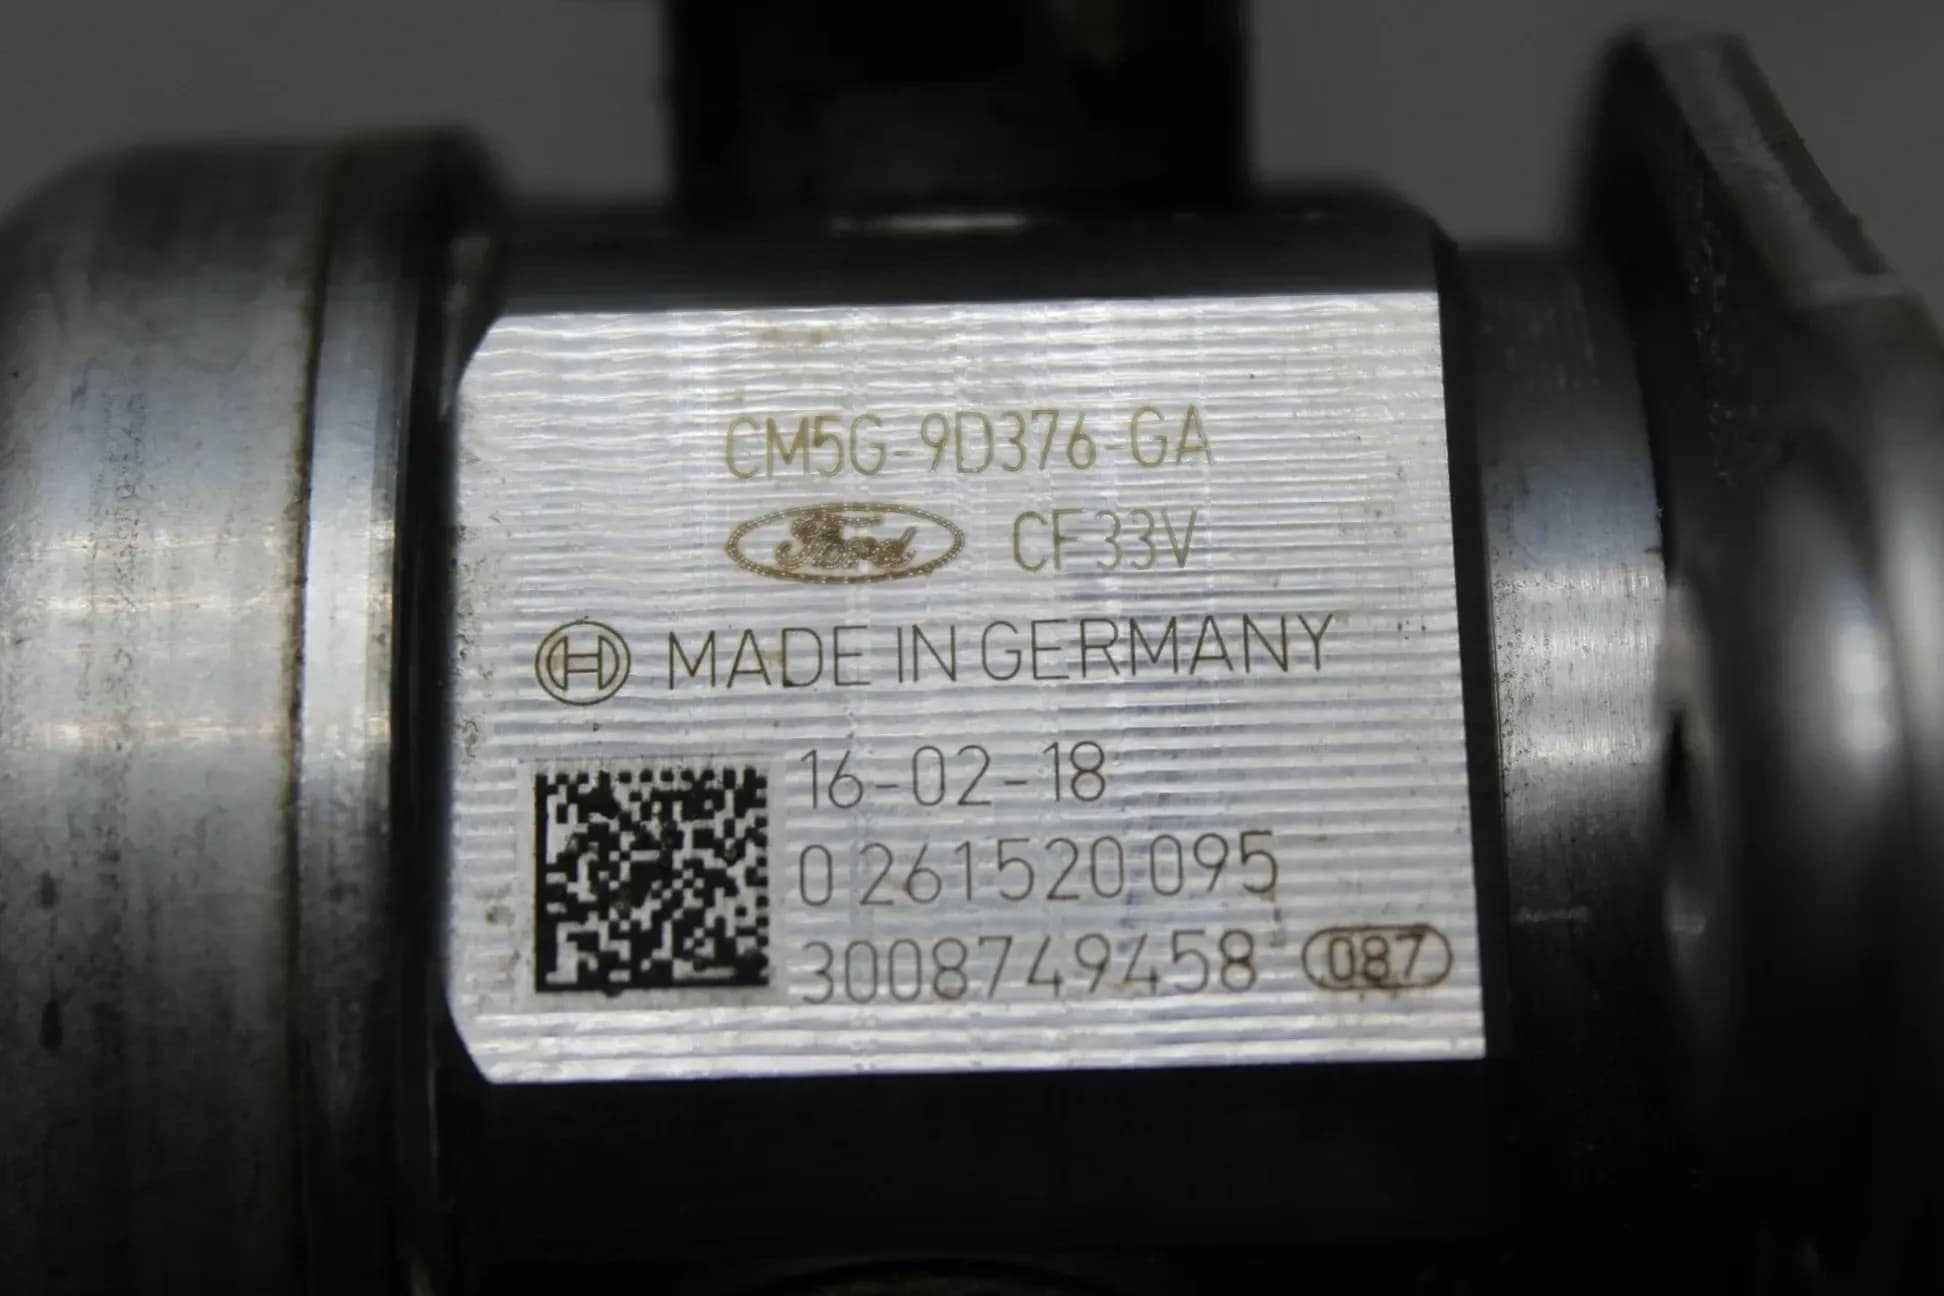 CM5G-9D376-GA
Ford CF33V
MADE IN GERMANY
16-02-18
0 261 520 095
3008749458 087